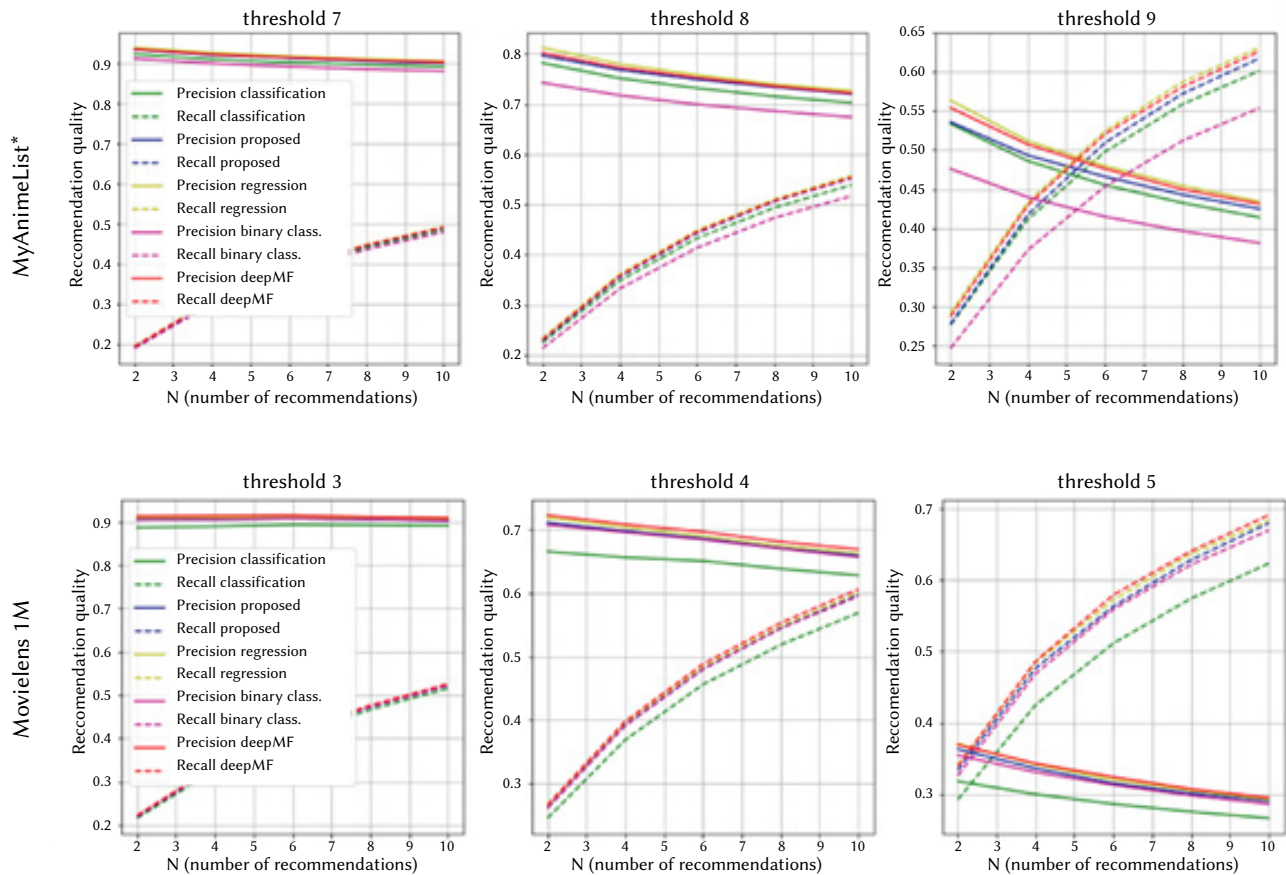 threshold 7
threshold 8
threshold 9
MyAnimeList*
Reccomendation quality
0.9
0.8
0.7
0.6
0.5
0.4
0.3
0.2
Precision classification
Recall classification
Precision proposed
Recall proposed
Precision regression
Recall regression
Precision binary class.
Recall binary class.
Precision deepMF
Recall deepMF
2 3 4 5 6 7 8 9 10
N (number of recommendations)
Reccomendation quality
0.8
0.7
0.6
0.5
0.4
0.3
0.2
2 3 4 5 6 7 8 9 10
N (number of recommendations)
Reccomendation quality
0.65
0.60
0.55
0.50
0.45
0.40
0.35
0.30
0.25
2 3 4 5 6 7 8 9 10
N (number of recommendations)
threshold 3
threshold 4
threshold 5
Movielens 1M
Reccomendation quality
0.9
0.8
0.7
0.6
0.5
0.4
0.3
0.2
Precision classification
Recall classification
Precision proposed
Recall proposed
Precision regression
Recall regression
Precision binary class.
Recall binary class.
Precision deepMF
Recall deepMF
2 3 4 5 6 7 8 9 10
N (number of recommendations)
Reccomendation quality
0.7
0.6
0.5
0.4
0.3
2 3 4 5 6 7 8 9 10
N (number of recommendations)
Reccomendation quality
0.7
0.6
0.5
0.4
0.3
2 3 4 5 6 7 8 9 10
N (number of recommendations)